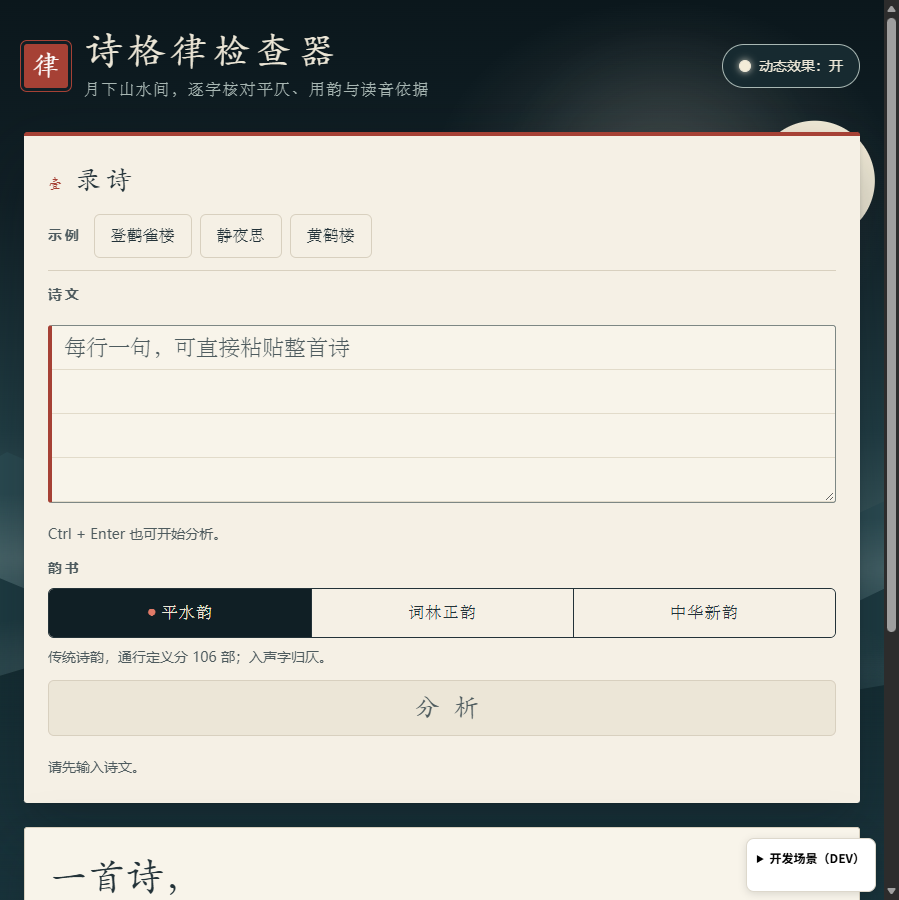 律
诗格律检查器
月下山水间，逐字核对平仄、用韵与读音依据
动态效果：开
壹 录诗
示例 登鹳雀楼 静夜思 黄鹤楼
诗文
每行一句，可直接粘贴整首诗
Ctrl + Enter 也可开始分析。
韵书
平水韵 词林正韵 中华新韵
传统诗韵，通行定义分 106 部；入声字归仄。
分析
请先输入诗文。
一首诗，
开发场景（DEV）